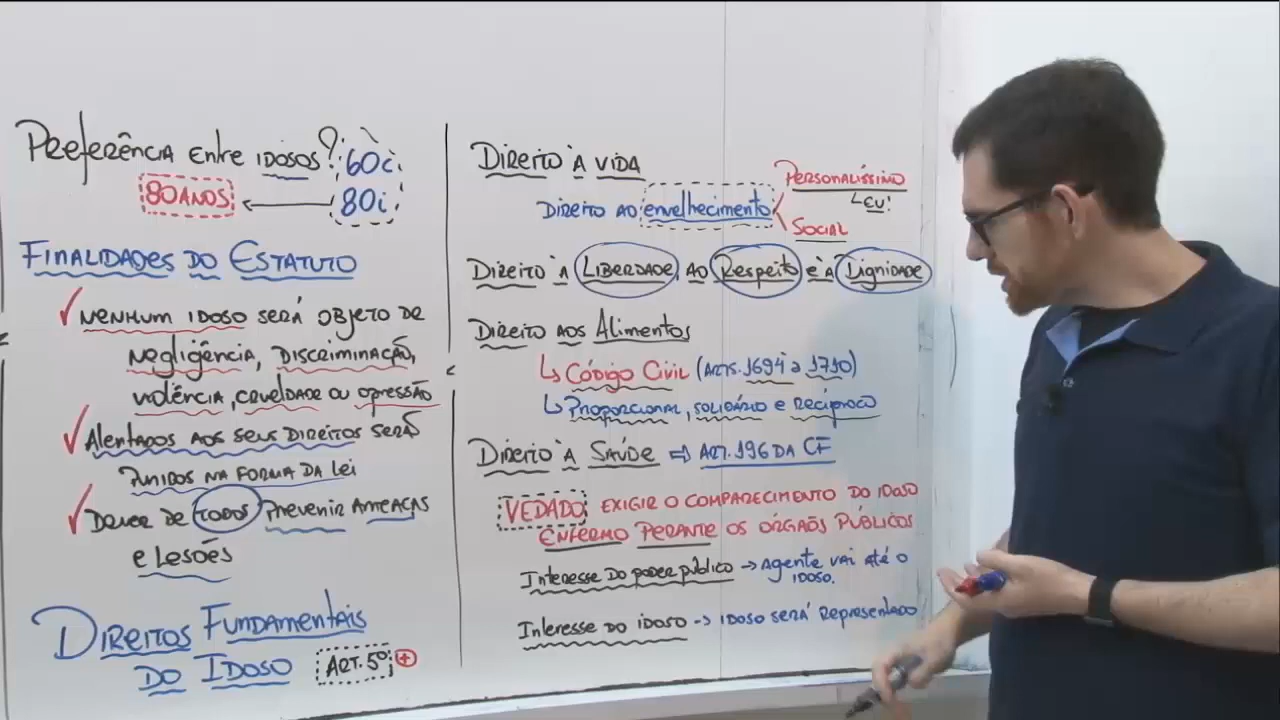 Preferência entre idosos? 60i
80 anos ← 80i
Finalidades do Estatuto
✓ Nenhum idoso será objeto de
negligência, discriminação,
violência, crueldade ou opressão
✓ Atentados aos seus direitos serão
punidos na forma da lei
✓ Dever de todos prevenir ameaças
e lesões
Direitos Fundamentais
do Idoso Art. 5º +
Direito à vida
Direito ao envelhecimento
Personalíssimo
↳ Eu!
Social
Direito à Liberdade, ao Respeito e à Dignidade
Direito aos Alimentos
↳ Código Civil (Arts. 1694 a 1710)
↳ Proporcional, solidário e recíproco
Direito à Saúde ⇒ Art. 196 da CF
Vedado exigir o comparecimento do idoso
enfermo perante os órgãos públicos
Interesse do poder público → Agente vai até o
idoso.
Interesse do idoso → idoso será representado